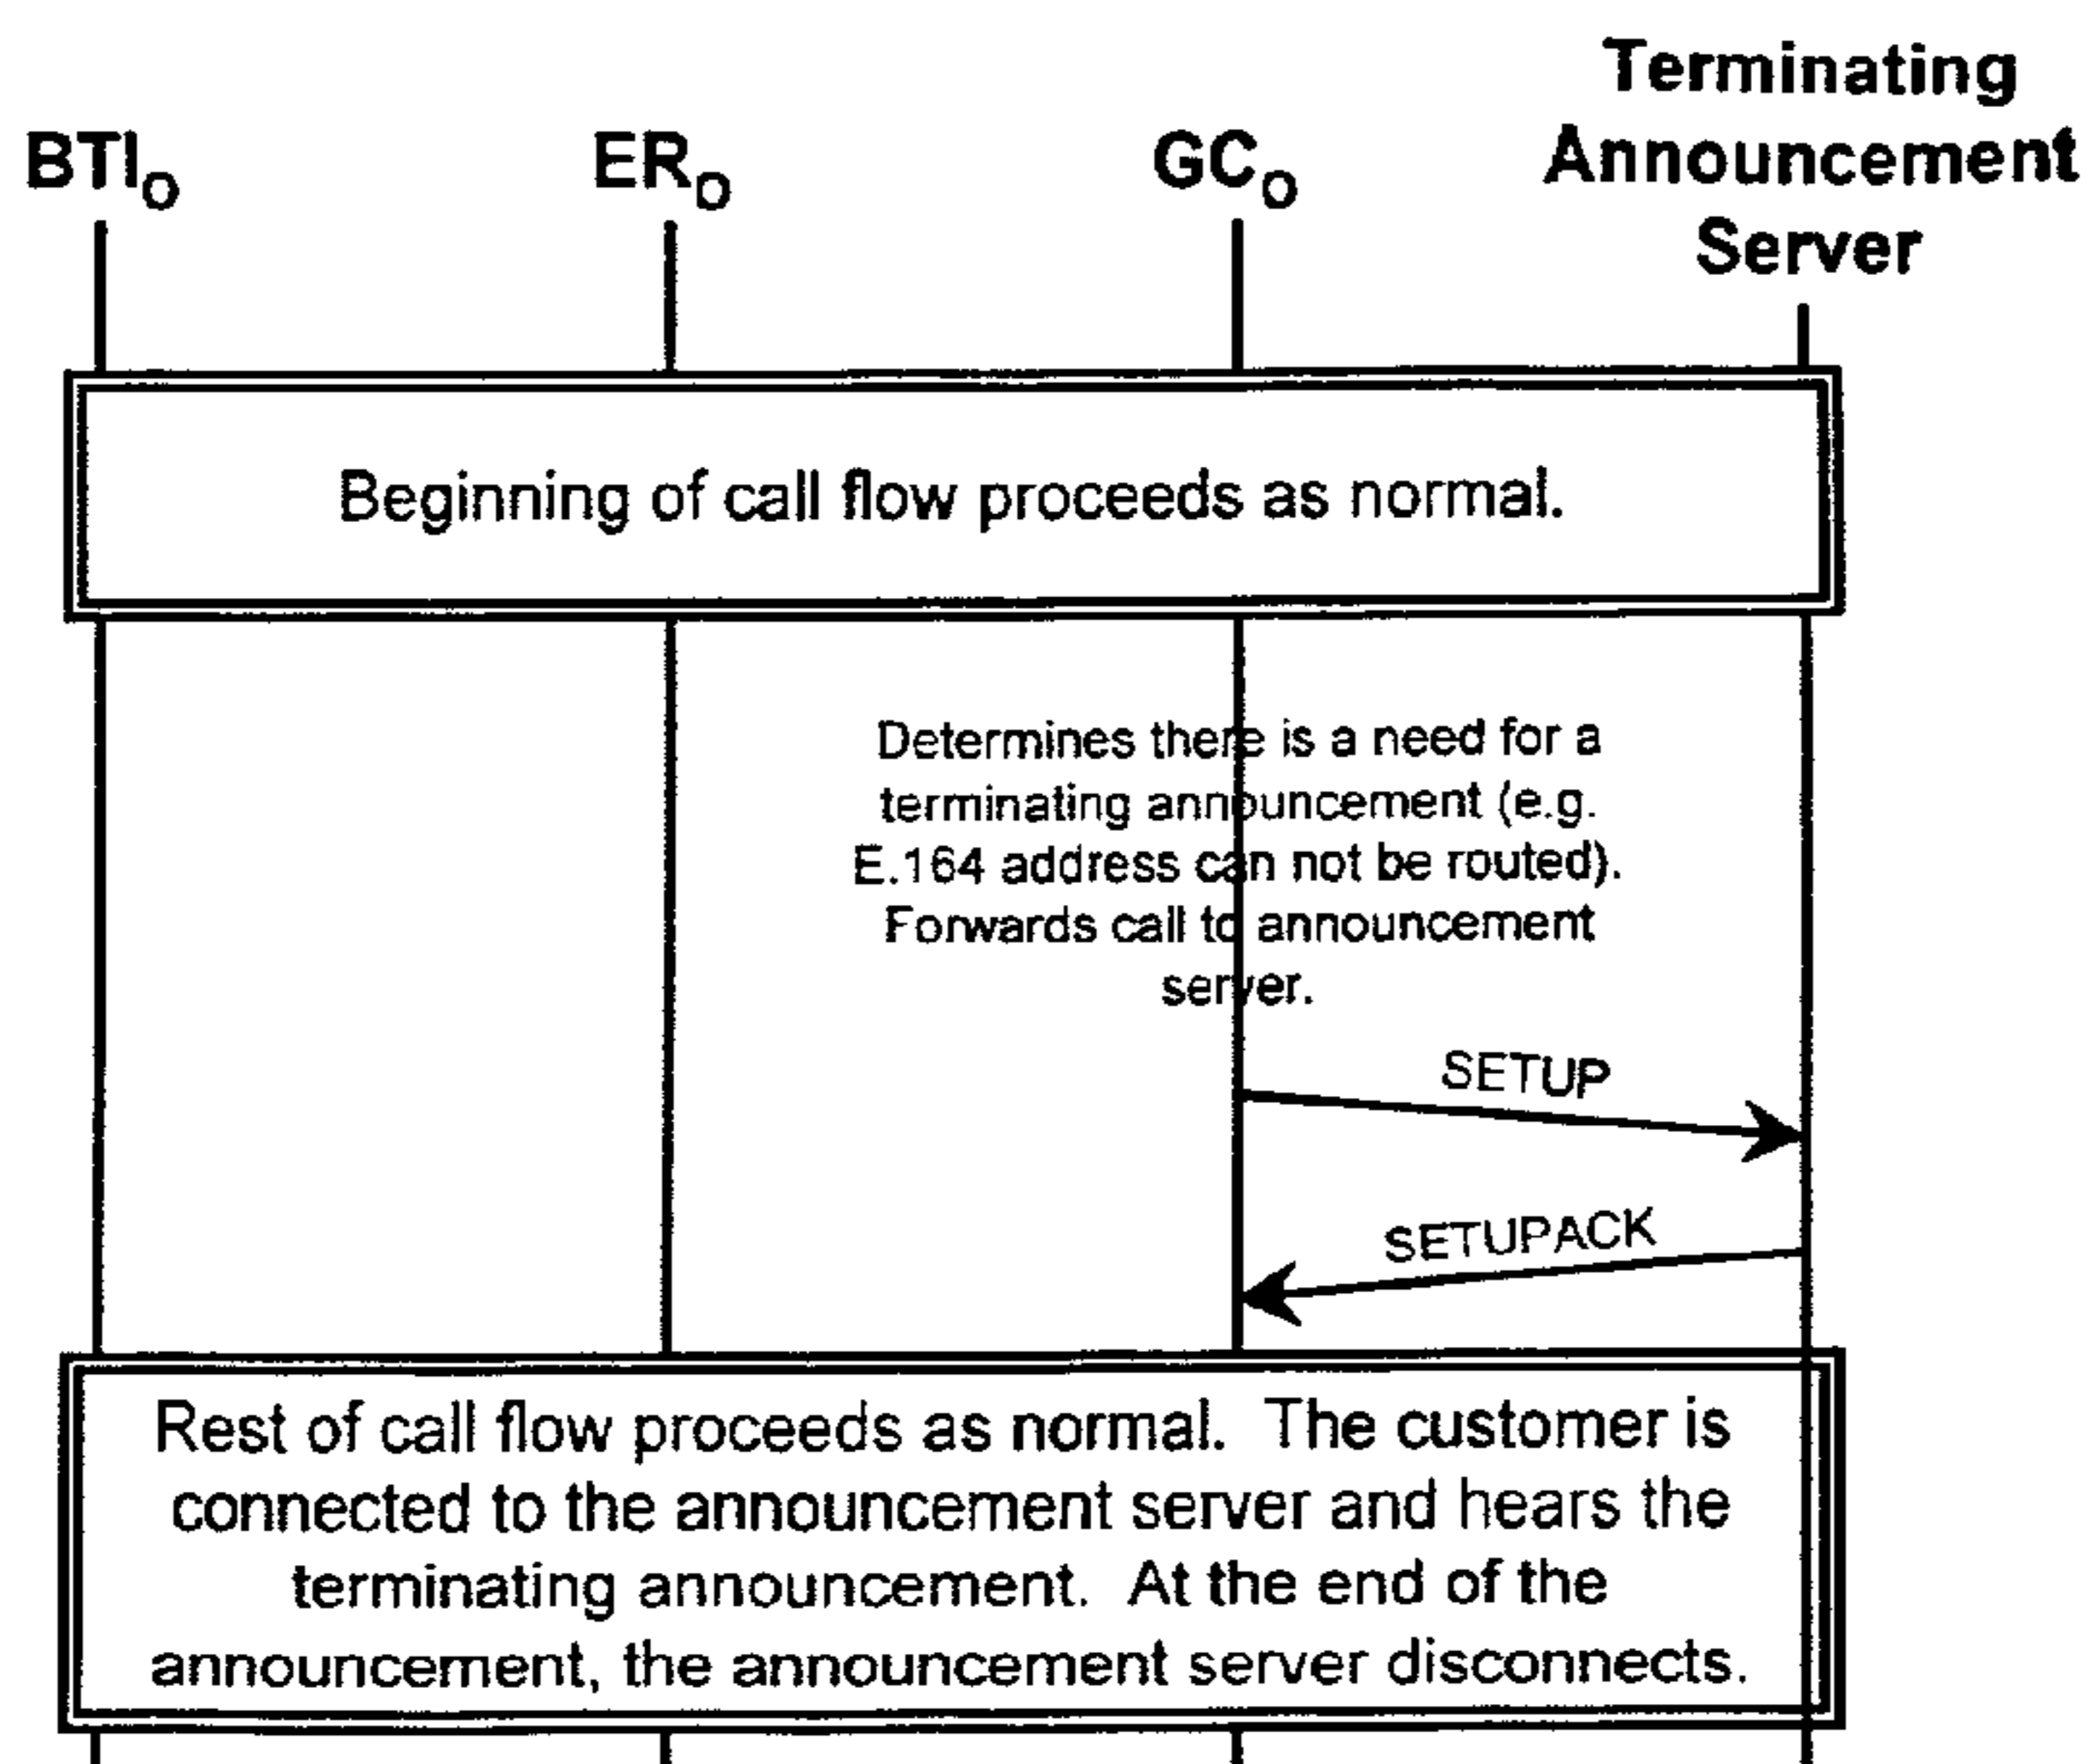 Terminating
Announcement
Server
BTIO
ERO
GCO
Beginning of call flow proceeds as normal.
Determines there is a need for a
terminating announcement (e.g.
E.164 address can not be routed).
Forwards call to announcement
server.
SETUP
SETUPACK
Rest of call flow proceeds as normal. The customer is
connected to the announcement server and hears the
terminating announcement. At the end of the
announcement, the announcement server disconnects.